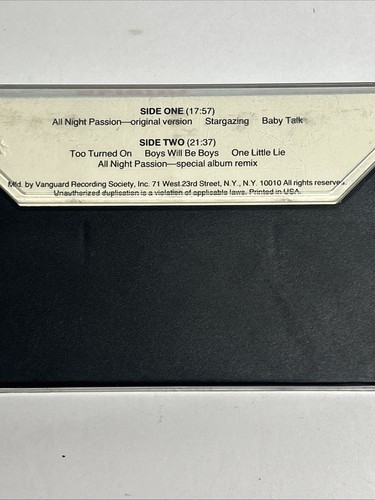 SIDE ONE (17:57)
All Night Passion—original version Stargazing Baby Talk
SIDE TWO (21:37)
Too Turned On Boys Will Be Boys One Little Lie
All Night Passion—special album remix
Mfd. by Vanguard Recording Society, Inc. 71 West 23rd Street, N.Y., N.Y. 10010 All rights reserved.
Unauthorized duplication is a violation of applicable laws. Printed in USA.